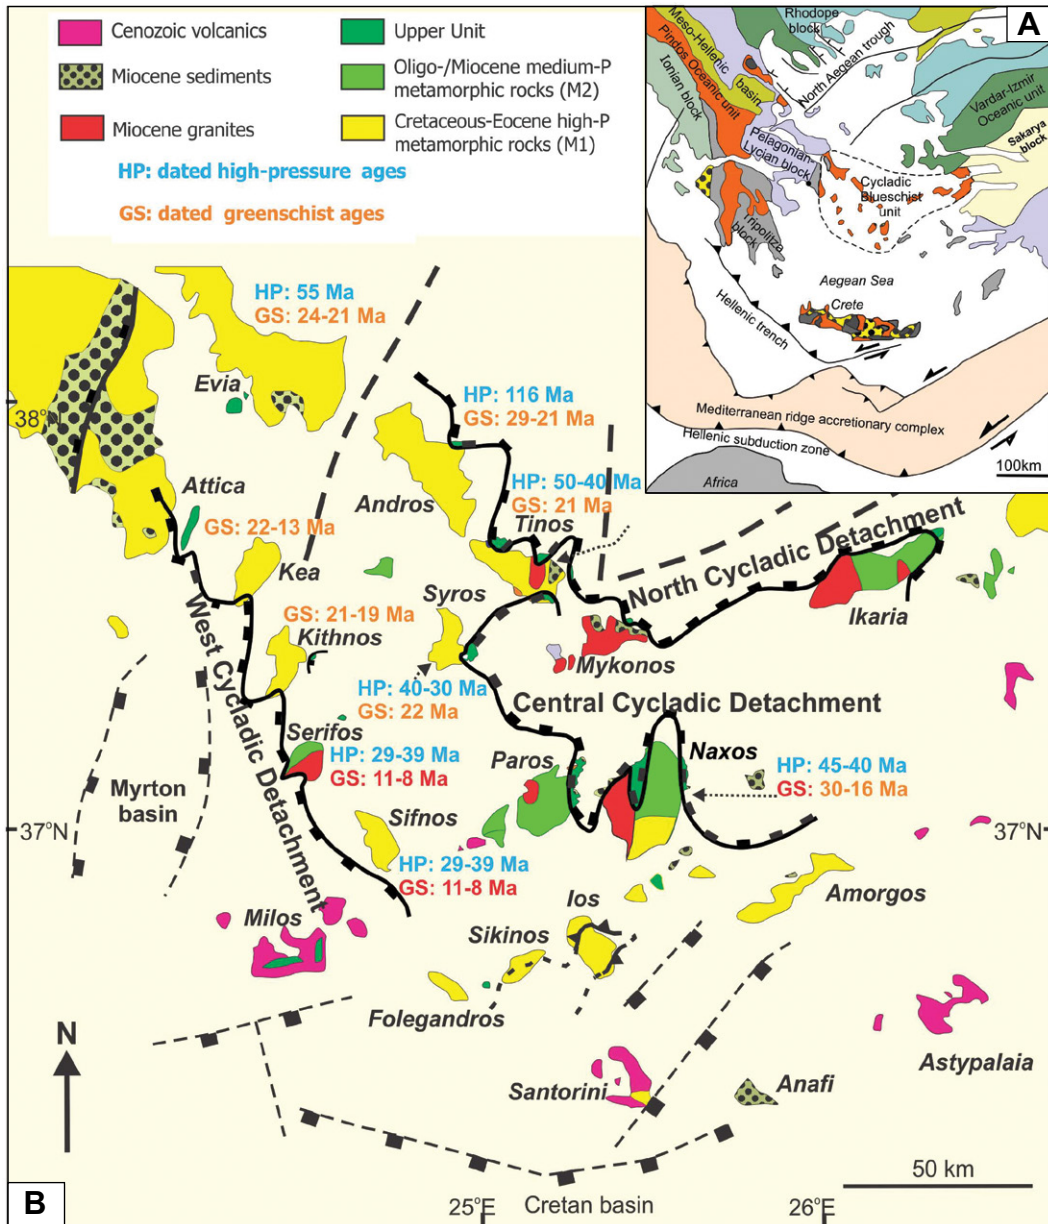 Cenozoic volcanics
Miocene sediments
Miocene granites
Upper Unit
Oligo-/Miocene medium-P
metamorphic rocks (M2)
Cretaceous-Eocene high-P
metamorphic rocks (M1)
HP: dated high-pressure ages
GS: dated greenschist ages
A
Rhodope
block
North Aegean trough
Meso-Hellenic
basin
Pindos Oceanic unit
Ionian block
Pelagonian-
Lycian block
Vardar-Izmir
Oceanic unit
Sakarya
block
Cycladic
Blueschist
unit
Tripolitza
block
Aegean Sea
Crete
Hellenic
trench
Mediterranean ridge accretionary complex
Hellenic subduction zone
Africa
100km
HP: 55 Ma
GS: 24-21 Ma
Evia
38°
HP: 116 Ma
GS: 29-21 Ma
Attica
Andros
HP: 50-40 Ma
GS: 21 Ma
Tinos
GS: 22-13 Ma
Kea
North Cycladic Detachment
Syros
Ikaria
GS: 21-19 Ma
Kithnos
Mykonos
West Cycladic Detachment
HP: 40-30 Ma
GS: 22 Ma
Central Cycladic Detachment
Serifos
HP: 29-39 Ma
GS: 11-8 Ma
Paros
Naxos
HP: 45-40 Ma
GS: 30-16 Ma
Myrton
basin
37°N
37°N
Sifnos
HP: 29-39 Ma
GS: 11-8 Ma
Amorgos
Milos
Ios
Sikinos
Folegandros
N
Astypalaia
Santorini
Anafi
50 km
B
25°E
Cretan basin
26°E